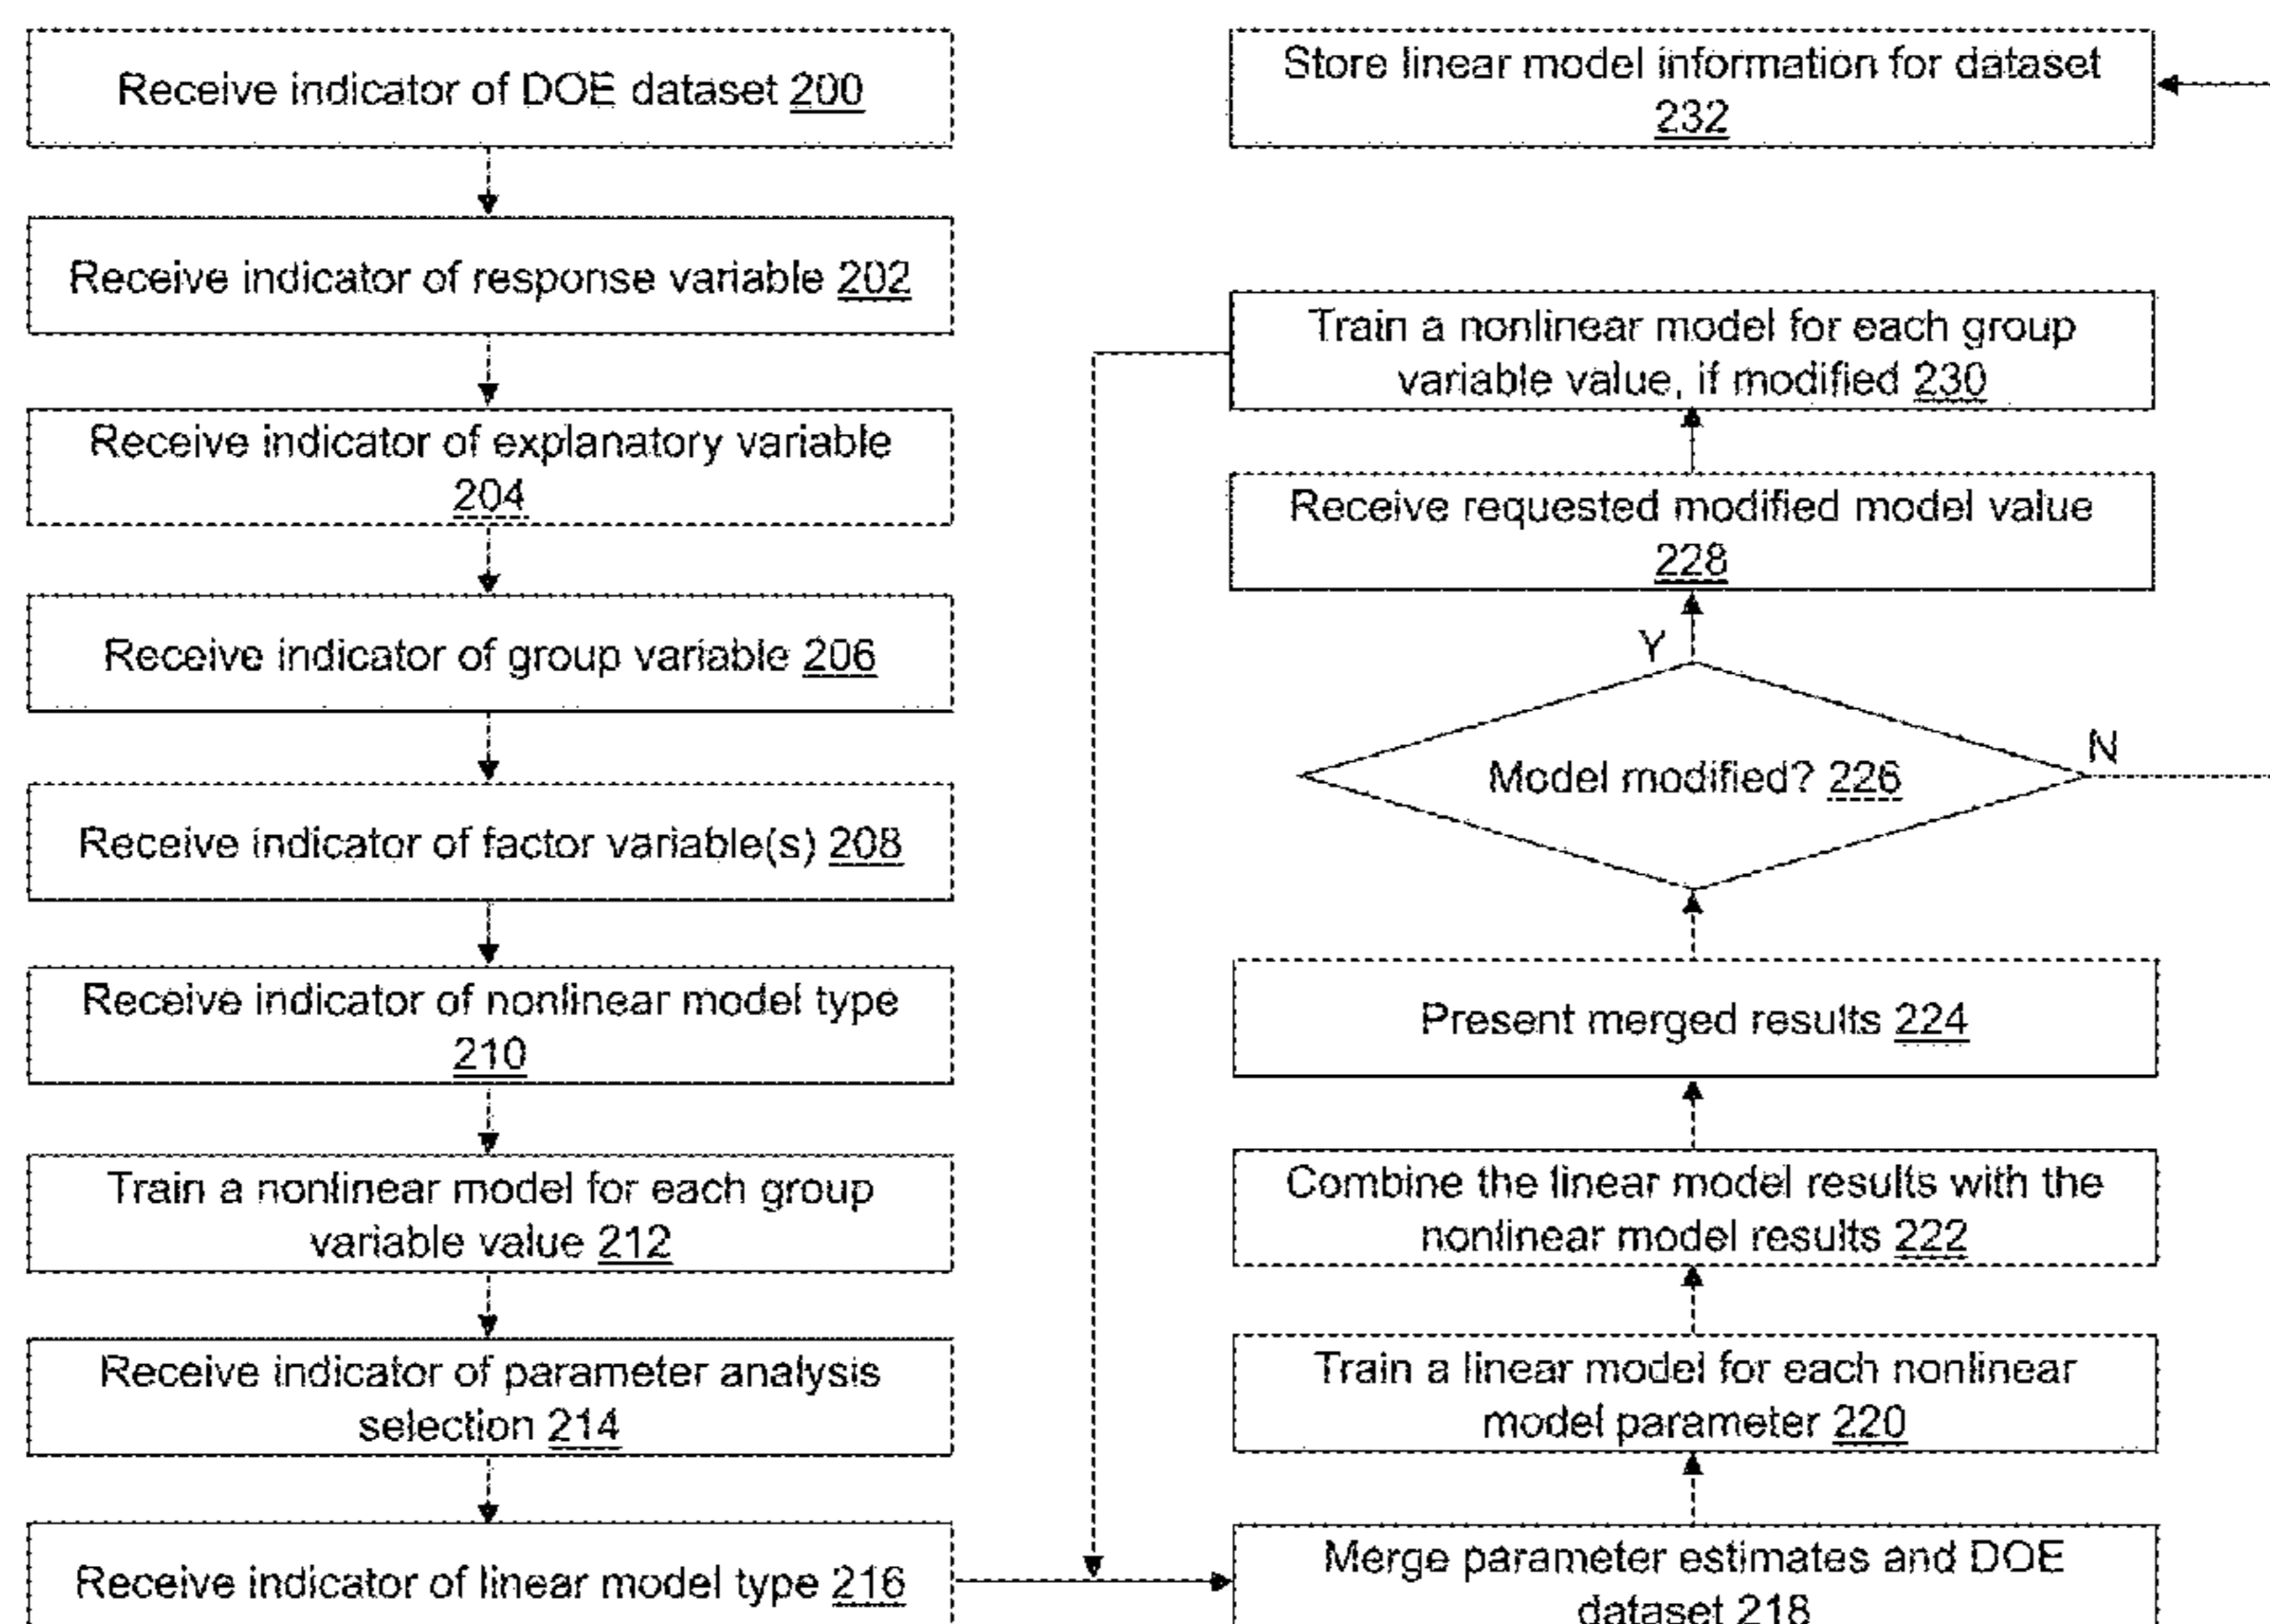 Receive indicator of DOE dataset 200
Receive indicator of response variable 202
Receive indicator of explanatory variable
204
Receive indicator of group variable 206
Receive indicator of factor variable(s) 208
Receive indicator of nonlinear model type
210
Train a nonlinear model for each group
variable value 212
Receive indicator of parameter analysis
selection 214
Receive indicator of linear model type 216
Store linear model information for dataset
232
Train a nonlinear model for each group
variable value, if modified 230
Receive requested modified model value
228
Y
N
Model modified? 226
Present merged results 224
Combine the linear model results with the
nonlinear model results 222
Train a linear model for each nonlinear
model parameter 220
Merge parameter estimates and DOE
dataset 218